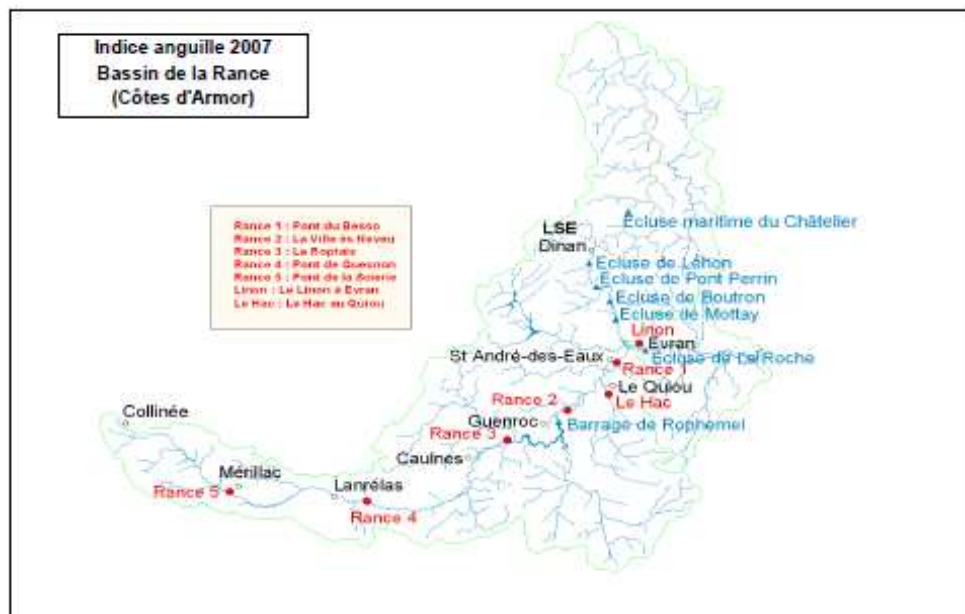 Indice anguille 2007
Bassin de la Rance
(Côtes d'Armor)
Rance 1 : Pont du Besso
Rance 2 : La Ville ès Neveu
Rance 3 : La Roptais
Rance 4 : Pont de Quesnon
Rance 5 : Pont de la Scierie
Linon : Le Linon à Evran
Le Hac : Le Hac au Quiou
Ecluse maritime du Châtelier
LSE
Dinan
Ecluse de Léhon
Ecluse de Pont Perrin
Ecluse de Boutron
Ecluse de Mottay
Linon
Evran
Ecluse de La Roche
St André-des-Eaux
Rance 1
Le Quiou
Le Hac
Rance 2
Guenroc
Barrage de Rophemel
Rance 3
Caulnes
Collinée
Mérillac
Rance 5
Lanrélas
Rance 4